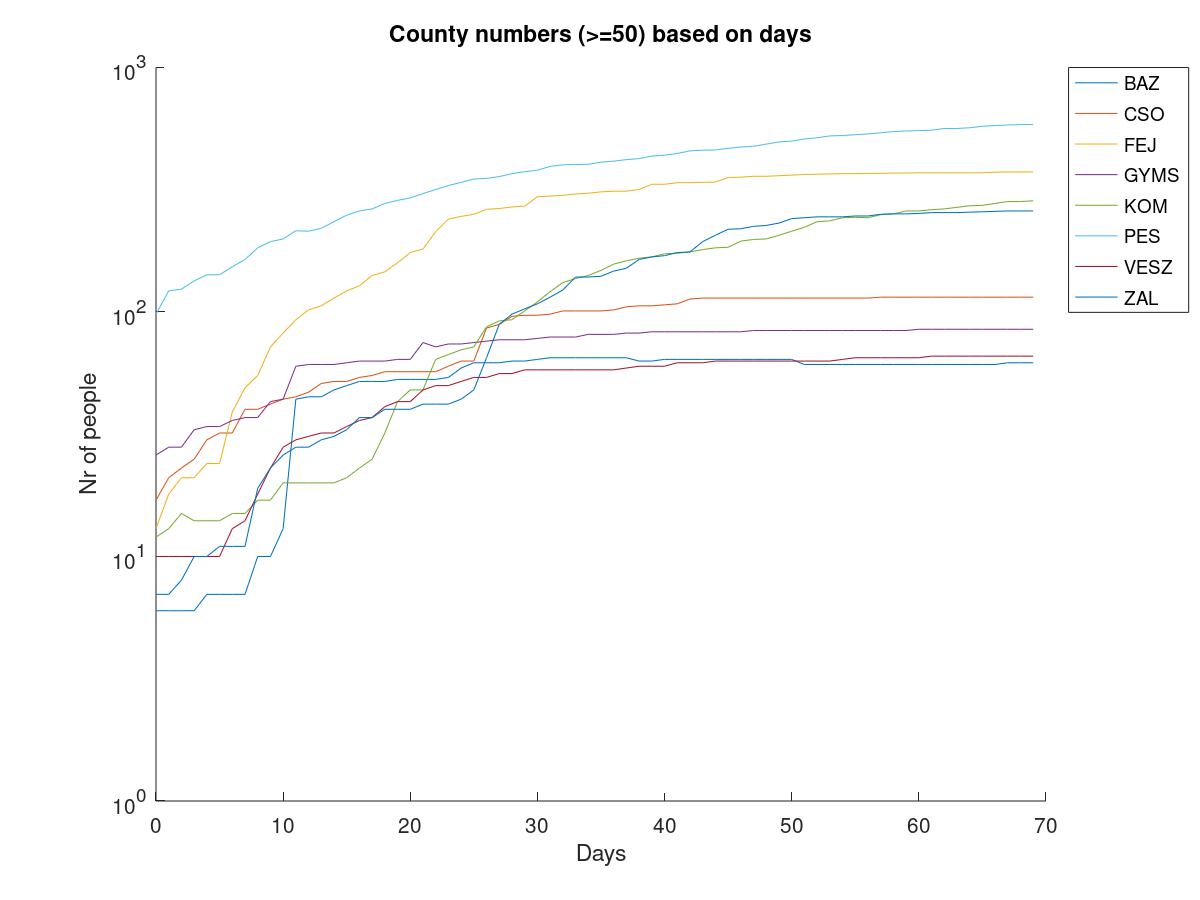 County numbers (>=50) based on days
10^3
10^2
10^1
10^0
Nr of people
0 10 20 30 40 50 60 70
Days
BAZ
CSO
FEJ
GYMS
KOM
PES
VESZ
ZAL